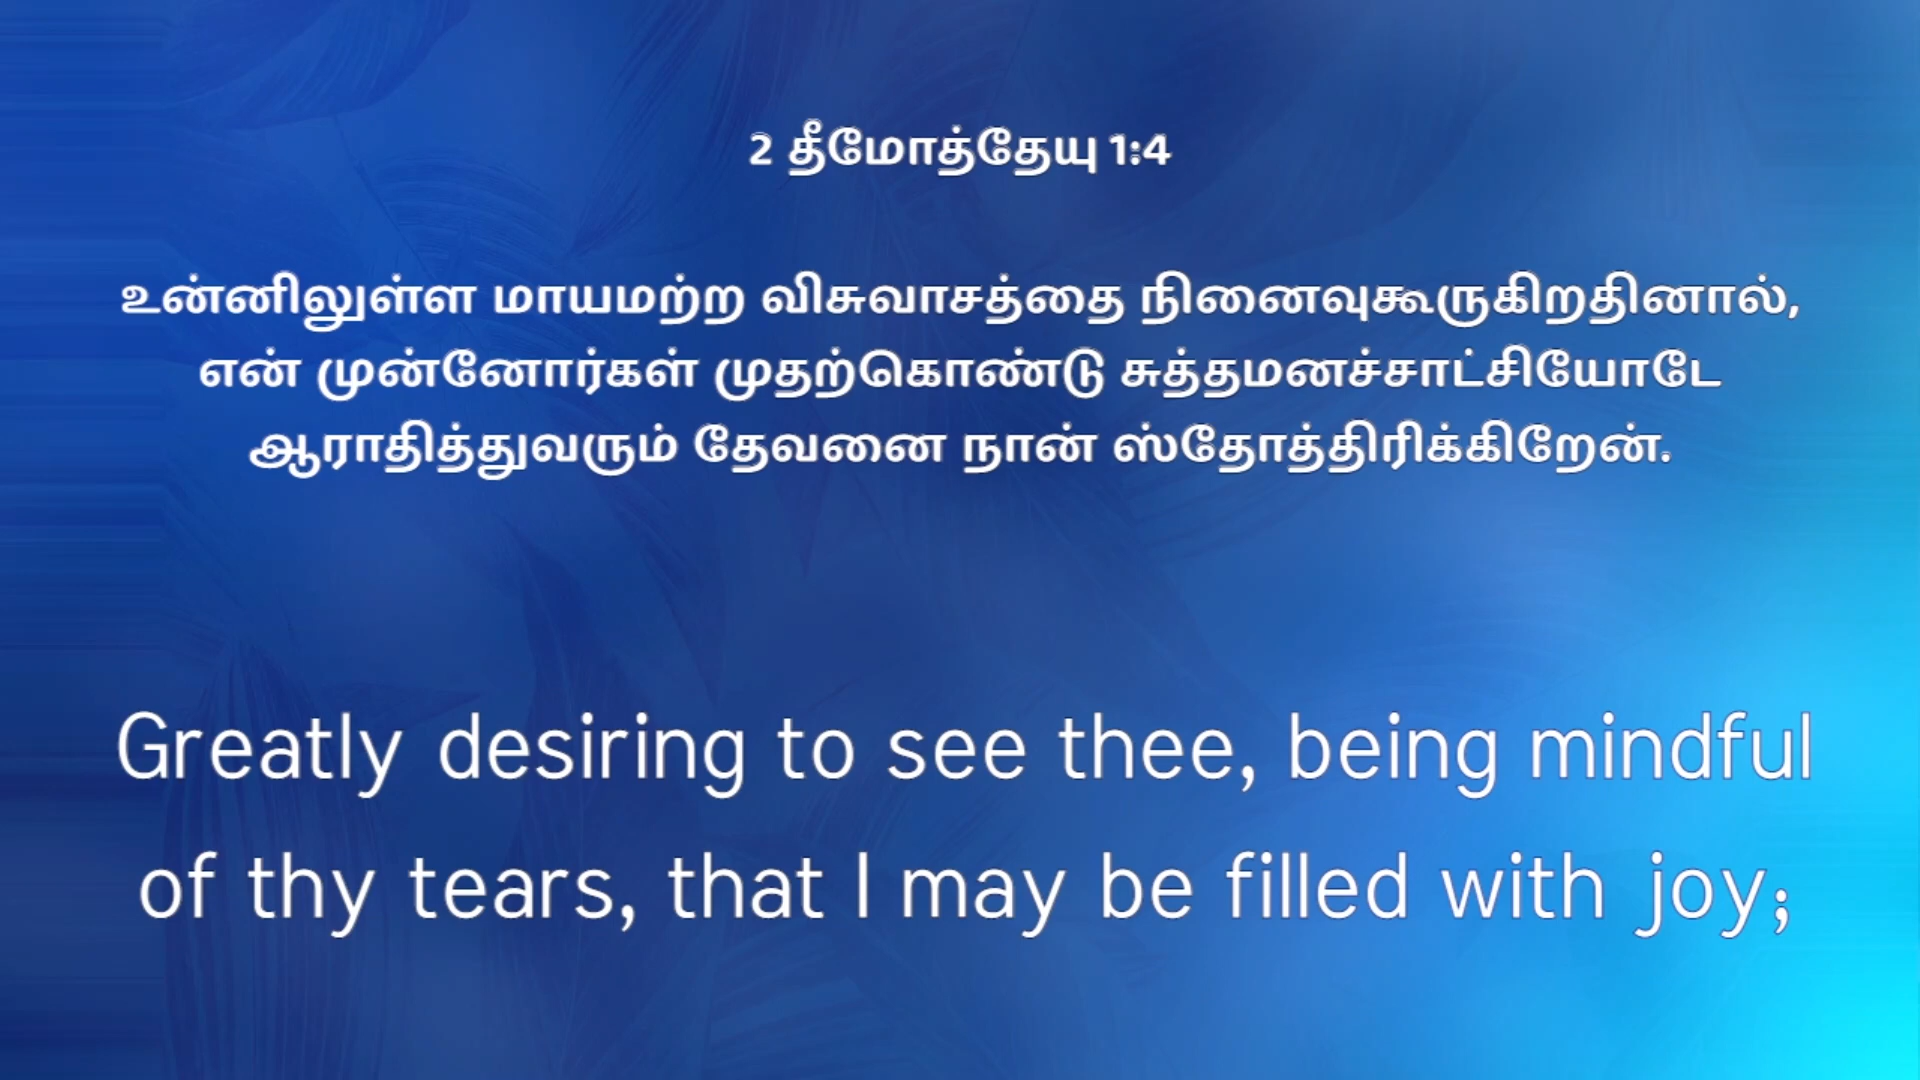 2 தீமோத்தேயு 1:4
உன்னிலுள்ள மாயமற்ற விசுவாசத்தை நினைவுகூருகிறதினால்,
என் முன்னோர்கள் முதற்கொண்டு சுத்தமனச்சாட்சியோடே
ஆராதித்துவரும் தேவனை நான் ஸ்தோத்திரிக்கிறேன்.
Greatly desiring to see thee, being mindful
of thy tears, that I may be filled with joy;